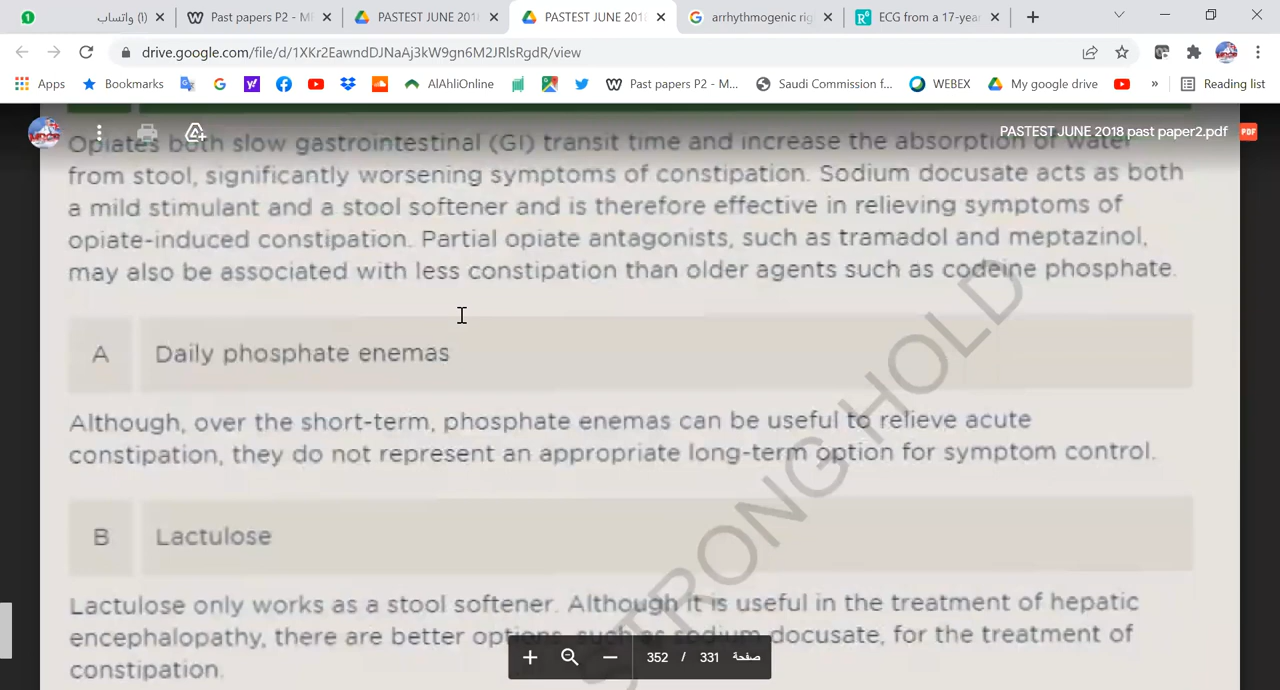 (١) واتساب
Past papers P2 - MI
PASTEST JUNE 201
PASTEST JUNE 201
arrhythmogenic rig
ECG from a 17-yea
drive.google.com/file/d/1XKr2EawndDJNaAj3kW9gn6M2JRlsRgdR/view
Apps
Bookmarks
AlAhliOnline
Past papers P2 - M...
Saudi Commission f...
WEBEX
My google drive
»
Reading list
PASTEST JUNE 2018 past paper2.pdf
PDF
Opiates both slow gastrointestinal (GI) transit time and increase the absorption of water
from stool, significantly worsening symptoms of constipation. Sodium docusate acts as both
a mild stimulant and a stool softener and is therefore effective in relieving symptoms of
opiate-induced constipation. Partial opiate antagonists, such as tramadol and meptazinol,
may also be associated with less constipation than older agents such as codeine phosphate.
A Daily phosphate enemas
Although, over the short-term, phosphate enemas can be useful to relieve acute
constipation, they do not represent an appropriate long-term option for symptom control.
B Lactulose
Lactulose only works as a stool softener. Although it is useful in the treatment of hepatic
encephalopathy, there are better options, such as sodium docusate, for the treatment of
constipation.
STRONG HOLD
352 / 331 صفحة